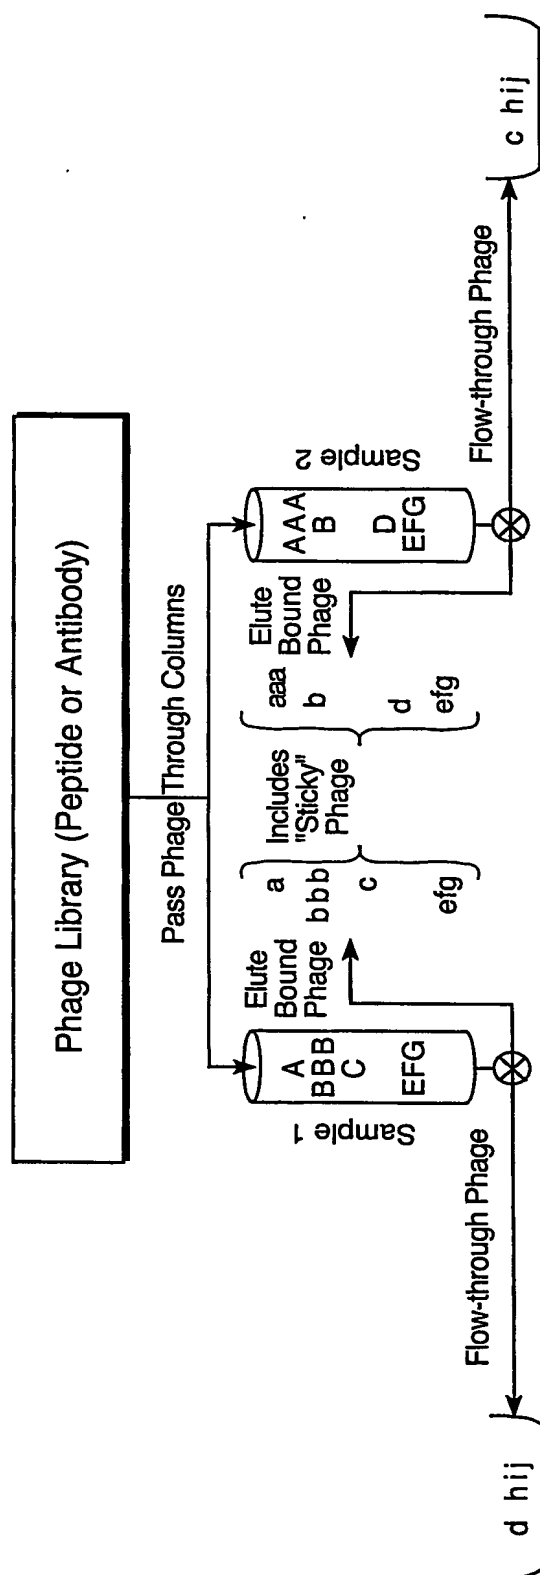 Phage Library (Peptide or Antibody)
Pass Phage Through Columns
Sample 1
A
BBB
C
EFG
Elute
Bound
Phage
a
bbb
c
efg
Includes
"Sticky"
Phage
aaa
b
d
efg
Elute
Bound
Phage
AAA
B
D
EFG
Sample 2
Flow-through Phage
Flow-through Phage
d hij
c hij